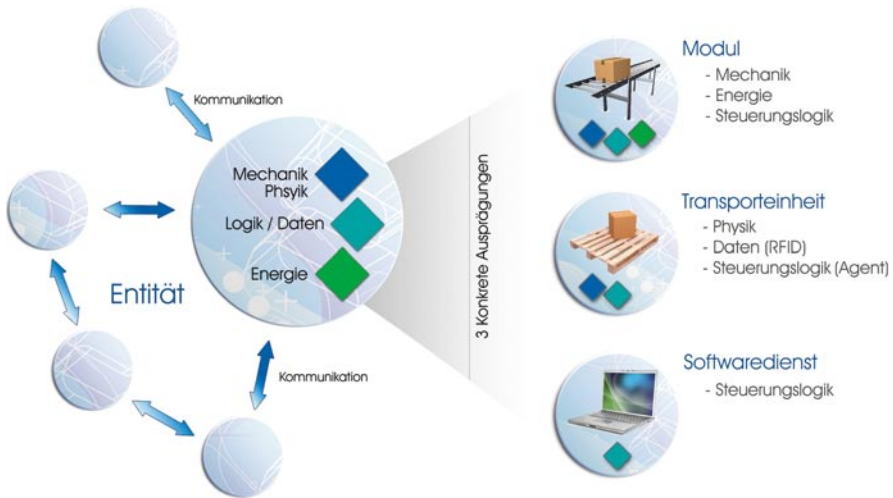 Kommunikation
Mechanik
Phsyik
Logik / Daten
Energie
Entität
Kommunikation
3 Konkrete Ausprägungen
Modul
- Mechanik
- Energie
- Steuerungslogik
Transporteinheit
- Physik
- Daten (RFID)
- Steuerungslogik (Agent)
Softwaredienst
- Steuerungslogik